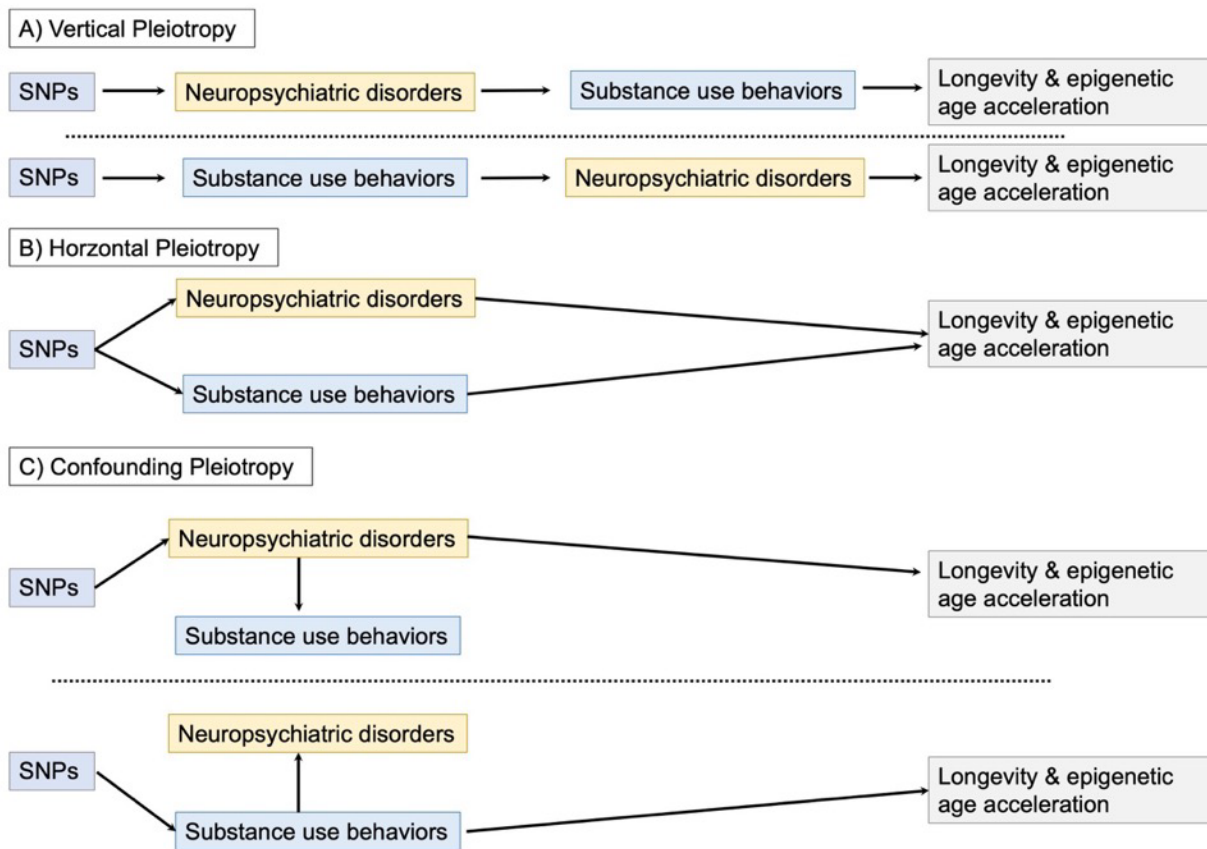 A) Vertical Pleiotropy
SNPs Neuropsychiatric disorders Substance use behaviors Longevity & epigenetic
age acceleration
SNPs Substance use behaviors Neuropsychiatric disorders Longevity & epigenetic
age acceleration
B) Horzontal Pleiotropy
Neuropsychiatric disorders
SNPs
Substance use behaviors
Longevity & epigenetic
age acceleration
C) Confounding Pleiotropy
Neuropsychiatric disorders
SNPs
Substance use behaviors
Longevity & epigenetic
age acceleration
Neuropsychiatric disorders
SNPs
Substance use behaviors
Longevity & epigenetic
age acceleration